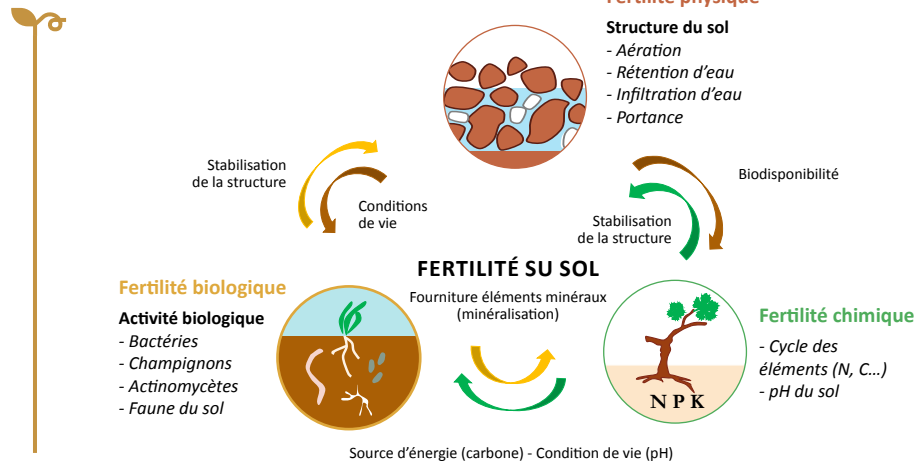 Fertilité physique
Structure du sol
- Aération
- Rétention d'eau
- Infiltration d'eau
- Portance
Stabilisation
de la structure
Conditions
de vie
Biodisponibilité
Stabilisation
de la structure
FERTILITÉ SU SOL
Fourniture éléments minéraux
(minéralisation)
Fertilité biologique
Activité biologique
- Bactéries
- Champignons
- Actinomycètes
- Faune du sol
Fertilité chimique
- Cycle des
éléments (N, C...)
- pH du sol
N P K
Source d'énergie (carbone) - Condition de vie (pH)